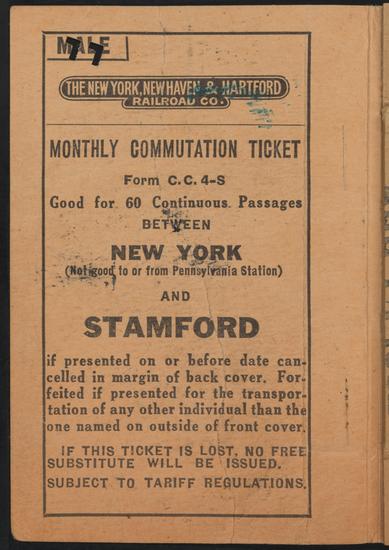 MALE
77
THE NEW YORK, NEW HAVEN & HARTFORD
RAILROAD CO.
MONTHLY COMMUTATION TICKET
Form C. C. 4-S
Good for 60 Continuous Passages
BETWEEN
NEW YORK
(Not good to or from Pennsylvania Station)
AND
STAMFORD
if presented on or before date can-
celled in margin of back cover. For-
feited if presented for the transpor-
tation of any other individual than the
one named on outside of front cover.
IF THIS TICKET IS LOST, NO FREE
SUBSTITUTE WILL BE ISSUED.
SUBJECT TO TARIFF REGULATIONS.